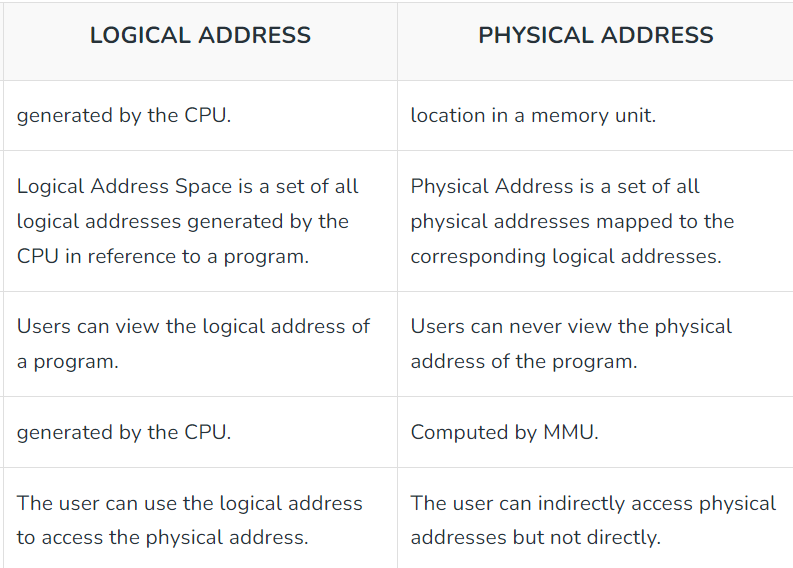 LOGICAL ADDRESS
PHYSICAL ADDRESS
generated by the CPU.
location in a memory unit.
Logical Address Space is a set of all
logical addresses generated by the
CPU in reference to a program.
Physical Address is a set of all
physical addresses mapped to the
corresponding logical addresses.
Users can view the logical address of
a program.
Users can never view the physical
address of the program.
generated by the CPU.
Computed by MMU.
The user can use the logical address
to access the physical address.
The user can indirectly access physical
addresses but not directly.